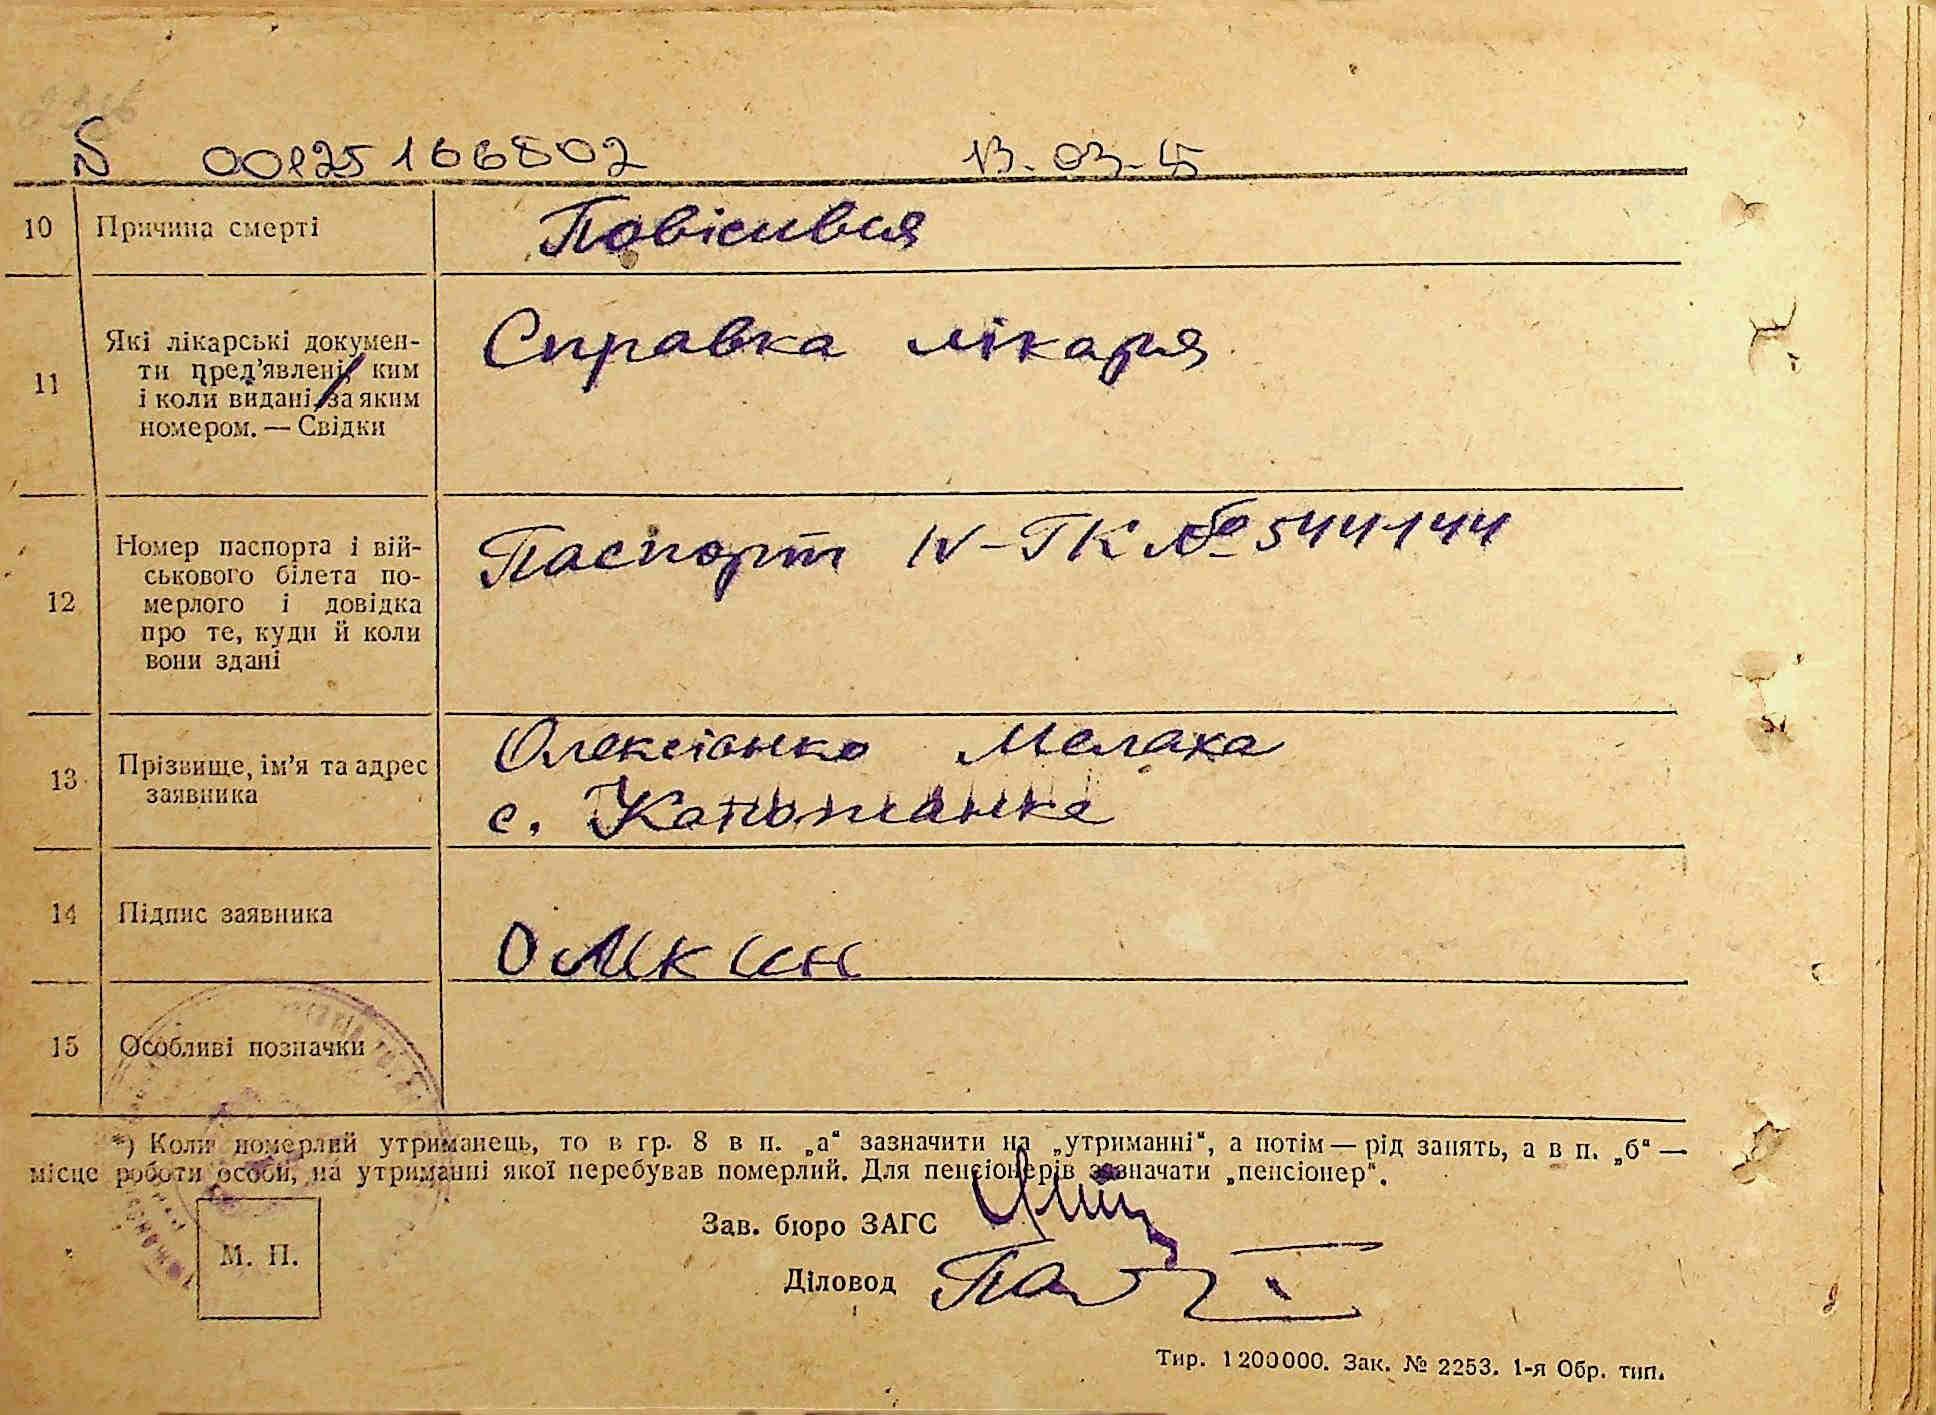 N 00125166802 13.03.15
10 Причина смерті Повісився
11 Які лікарські докумен-
ти пред’явлені, ким
і коли видані, за яким
номером. — Свідки
Справка лікаря
12 Номер паспорта і вій-
ськового білета по-
мерлого і довідка
про те, куди й коли
вони здані
Паспорт IV-ГК № 544144
13 Прізвище, ім’я та адрес
заявника
Олексієнко Мелаха
с.
14 Підпис заявника
15 Особливі позначки
*) Коли померлий утриманець, то в гр. 8 в п. „а“ зазначити на „утриманні“, а потім — рід занять, а в п. „б“ —
місце роботи особи, на утриманні якої перебував померлий. Для пенсіонерів зазначати „пенсіонер“.
Зав. бюро ЗАГС
М. П.
Діловод
Тир. 1200000. Зак. № 2253. 1-я Обр. тип.